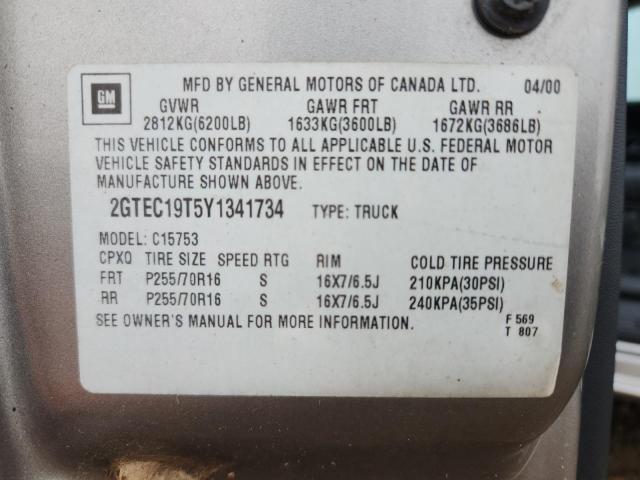 GM
MFD BY GENERAL MOTORS OF CANADA LTD. 04/00
GVWR GAWR FRT GAWR RR
2812KG(6200LB) 1633KG(3600LB) 1672KG(3686LB)
THIS VEHICLE CONFORMS TO ALL APPLICABLE U.S. FEDERAL MOTOR
VEHICLE SAFETY STANDARDS IN EFFECT ON THE DATE OF
MANUFACTURE SHOWN ABOVE.
2GTEC19T5Y1341734 TYPE: TRUCK
MODEL: C15753
CPXQ TIRE SIZE SPEED RTG RIM COLD TIRE PRESSURE
FRT P255/70R16 S 16X7/6.5J 210KPA(30PSI)
RR P255/70R16 S 16X7/6.5J 240KPA(35PSI)
SEE OWNER'S MANUAL FOR MORE INFORMATION. F 569
T 807